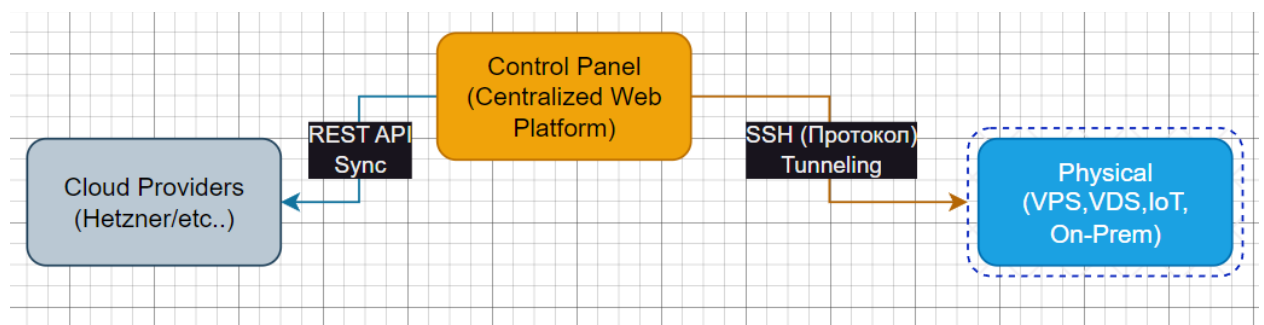 Control Panel
(Centralized Web
Platform)
REST API
Sync
SSH (Протокол)
Tunneling
Cloud Providers
(Hetzner/etc..)
Physical
(VPS,VDS,IoT,
On-Prem)